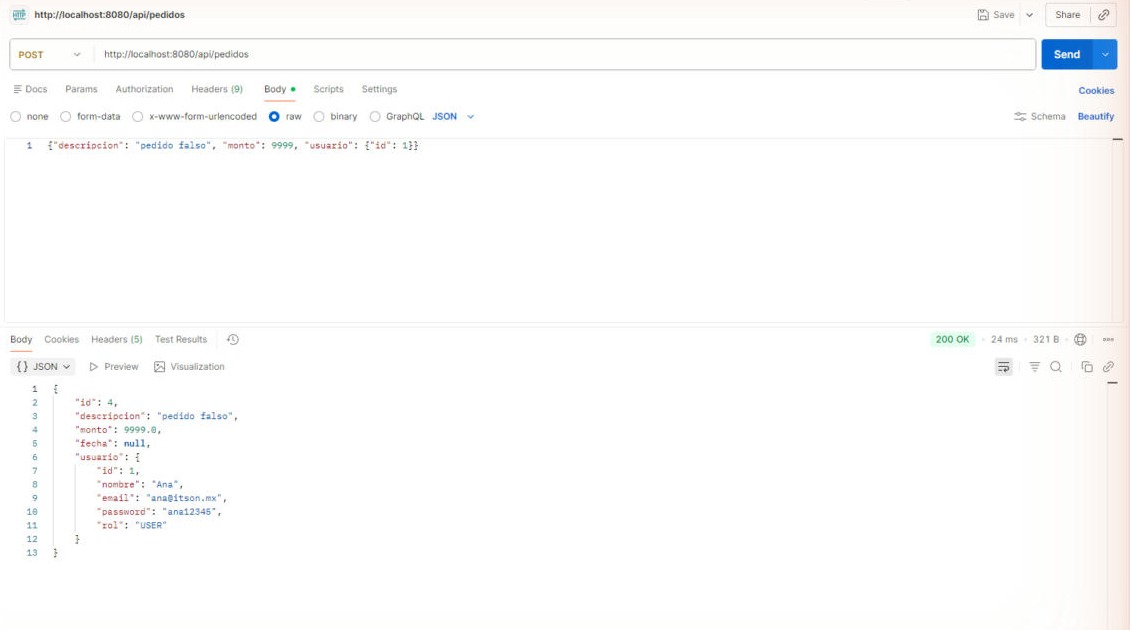 HTTP http://localhost:8080/api/pedidos Save Share
POST http://localhost:8080/api/pedidos Send
Docs Params Authorization Headers (9) Body Scripts Settings Cookies
none form-data x-www-form-urlencoded raw binary GraphQL JSON Schema Beautify
1 {"descripcion": "pedido falso", "monto": 9999, "usuario": {"id": 1}}
Body Cookies Headers (5) Test Results 200 OK 24 ms 321 B
{} JSON Preview Visualization
1 {
2 "id": 4,
3 "descripcion": "pedido falso",
4 "monto": 9999.0,
5 "fecha": null,
6 "usuario": {
7 "id": 1,
8 "nombre": "Ana",
9 "email": "ana@itson.mx",
10 "password": "ana12345",
11 "rol": "USER"
12 }
13 }